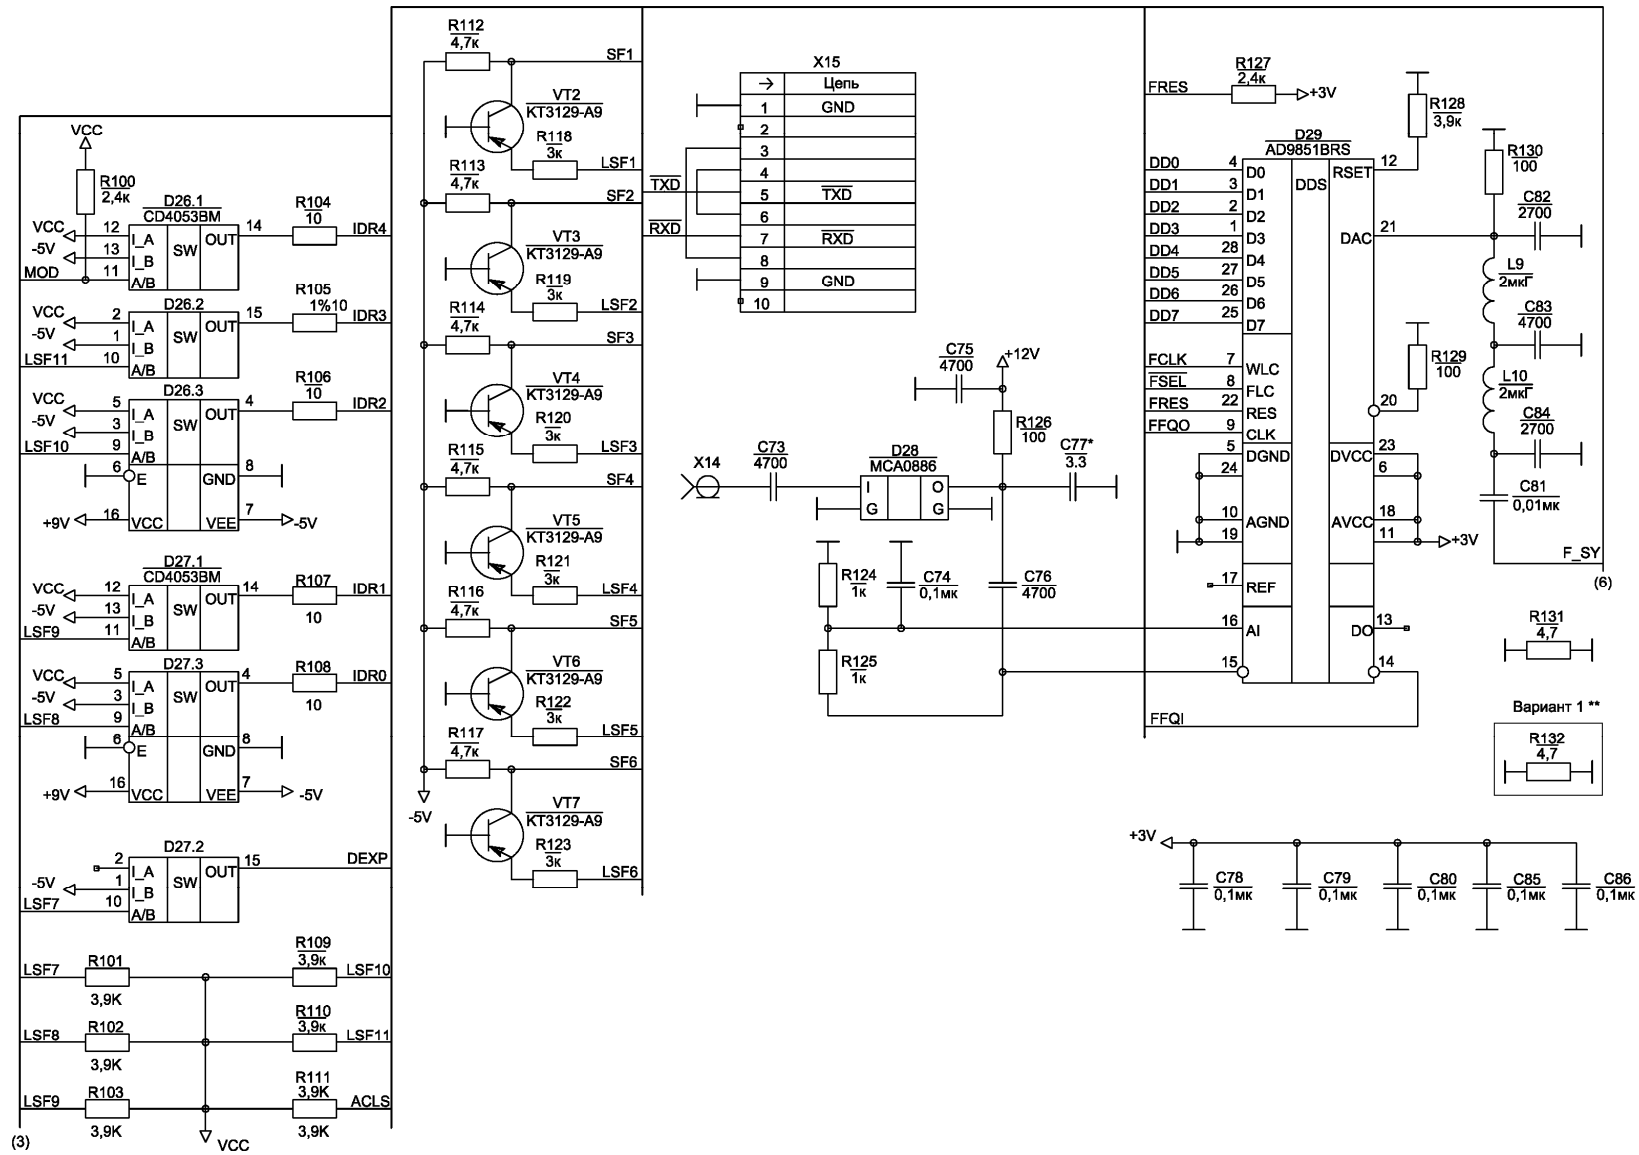 VCC
R100
2,4к
D26.1
CD4053BM
VCC 12 I_A SW OUT 14
-5V 13 I_B
MOD 11 A/B
R104
10
IDR4
D26.2
VCC 2 I_A SW OUT 15
-5V 1 I_B
LSF11 10 A/B
R105
1%10
IDR3
D26.3
VCC 5 I_A SW OUT 4
-5V 3 I_B
LSF10 9 A/B
6 E GND 8
+9V 16 VCC VEE 7 -5V
R106
10
IDR2
D27.1
CD4053BM
VCC 12 I_A SW OUT 14
-5V 13 I_B
LSF9 11 A/B
R107
10
IDR1
D27.3
VCC 5 I_A SW OUT 4
-5V 3 I_B
LSF8 9 A/B
6 E GND 8
+9V 16 VCC VEE 7 -5V
R108
10
IDR0
D27.2
2 I_A SW OUT 15 DEXP
-5V 1 I_B
LSF7 10 A/B
LSF7 R101 3,9K
R109 3,9к LSF10
LSF8 R102 3,9K
R110 3,9к LSF11
LSF9 R103 3,9K
R111 3,9K 3,9K ACLS
(3)
VCC
R112
4,7к
SF1
VT2
KT3129-A9
R118
3к
LSF1
R113
4,7к
SF2
VT3
KT3129-A9
R119
3к
LSF2
R114
4,7к
SF3
VT4
KT3129-A9
R120
3к
LSF3
R115
4,7к
SF4
VT5
KT3129-A9
R121
3к
LSF4
R116
4,7к
SF5
VT6
KT3129-A9
R122
3к
LSF5
R117
4,7к
SF6
-5V
VT7
KT3129-A9
R123
3к
LSF6
X15
→ Цепь
1 GND
2
3
4
TXD 5 TXD
6
RXD 7 RXD
8
9 GND
10
C75
4700
+12V
R126
100
X14
C73
4700
D28
MCA0886
I O
G G
C77*
3.3
R124
1к
C74
0,1мк
C76
4700
R125
1к
FRES
R127
2,4к
+3V
R128
3,9к
D29
AD9851BRS
DDS
DD0 4 D0
DD1 3 D1
DD2 2 D2
DD3 1 D3
DD4 28 D4
DD5 27 D5
DD6 26 D6
DD7 25 D7
FCLK 7 WLC
FSEL 8 FLC
FRES 22 RES
FFQO 9 CLK
5 DGND
24
10 AGND
19
17 REF
16 AI
15
RSET 12
DAC 21
20
DVCC 23
6
AVCC 18
11 +3V
DO 13
14
FFQI
R129
100
R130
100
C82
2700
L9
2мкГ
C83
4700
L10
2мкГ
C84
2700
C81
0,01мк
F_SY
(6)
R131
4,7
Вариант 1 **
R132
4,7
+3V
C78
0,1мк
C79
0,1мк
C80
0,1мк
C85
0,1мк
C86
0,1мк